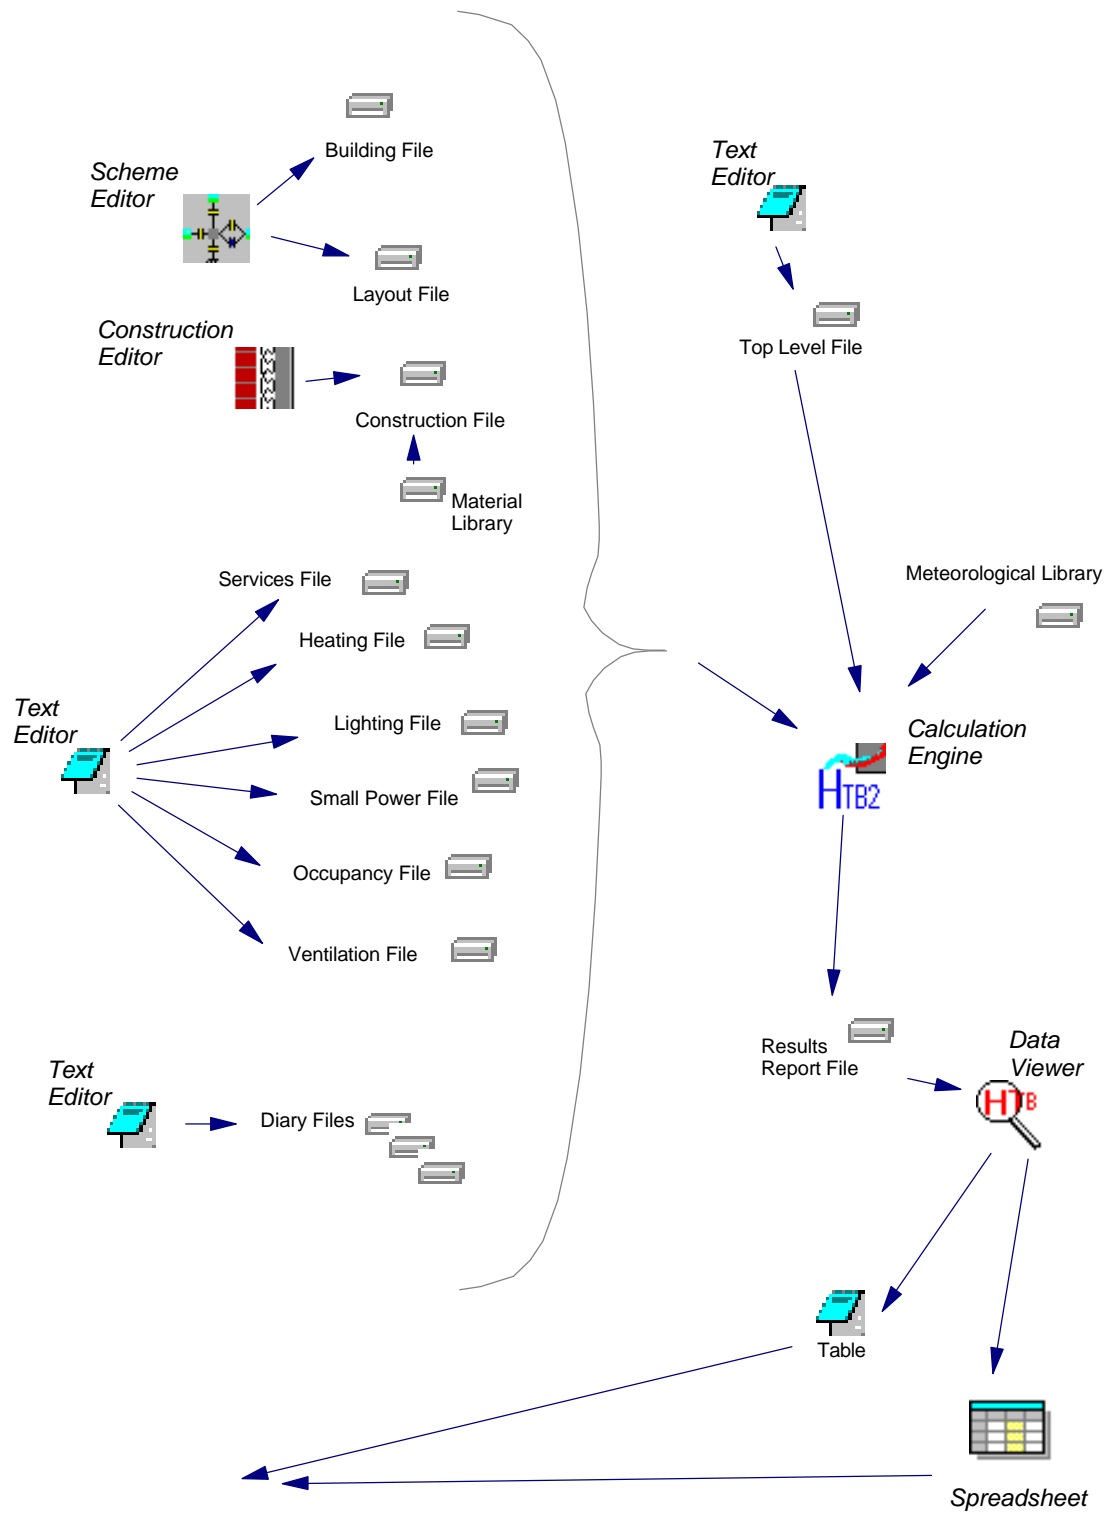 Building File
Scheme
Editor
Layout File
Construction
Editor
Construction File
Material
Library
Services File
Heating File
Text
Editor
Lighting File
Small Power File
Occupancy File
Ventilation File
Text
Editor
Diary Files
Text
Editor
Top Level File
Meteorological Library
Calculation
Engine
HTB2
Results
Report File
Data
Viewer
HTB
Table
Spreadsheet